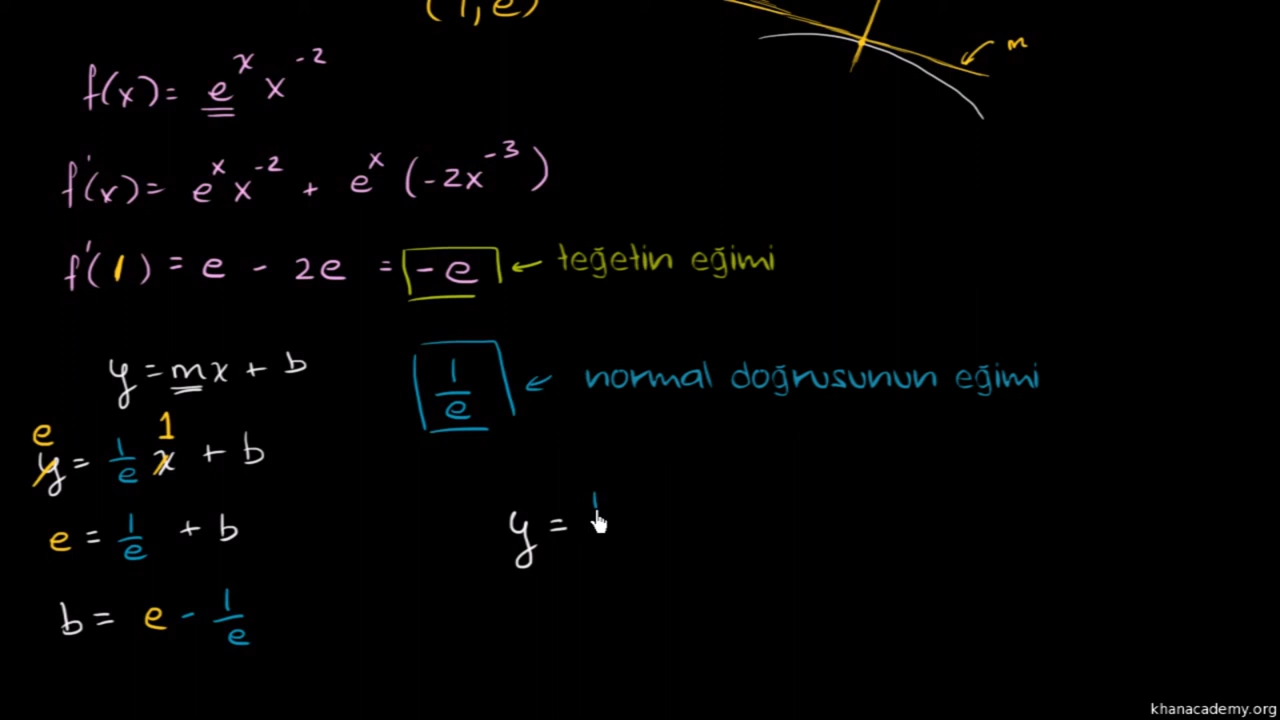 (1, e)
m
f(x) = e^x x^-2
f'(x) = e^x x^-2 + e^x (-2x^-3)
f'(1) = e - 2e = -e ← teğetin eğimi
y = mx + b
1/e ← normal doğrusunun eğimi
e 1
y = 1/e x + b
e = 1/e + b
y = 1
b = e - 1/e
khanacademy.org